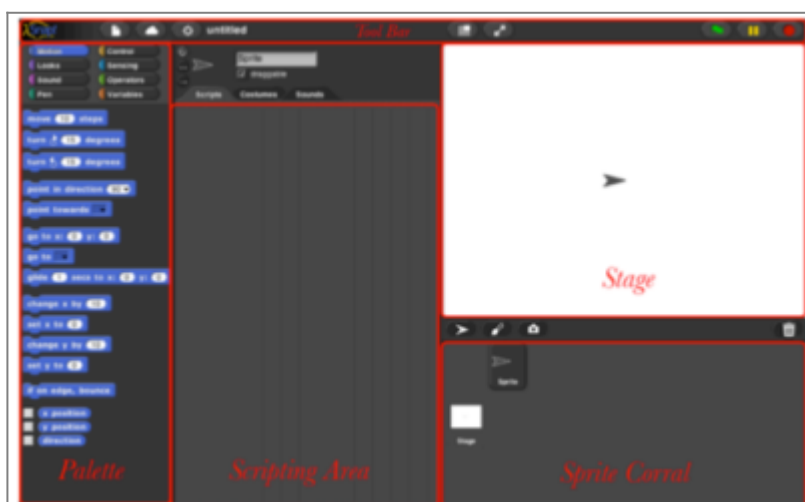 untitled
Tool Bar
Motion Control
Looks Sensing
Sound Operators
Pen Variables
Sprite
draggable
Scripts Costumes Sounds
move 10 steps
turn 15 degrees
turn 15 degrees
point in direction 90
point towards
go to x: 0 y: 0
go to
glide 1 secs to x: 0 y: 0
change x by 10
set x to 0
change y by 10
set y to 0
if on edge, bounce
x position
y position
direction
Palette
Scripting Area
Stage
Sprite
Stage
Sprite Corral